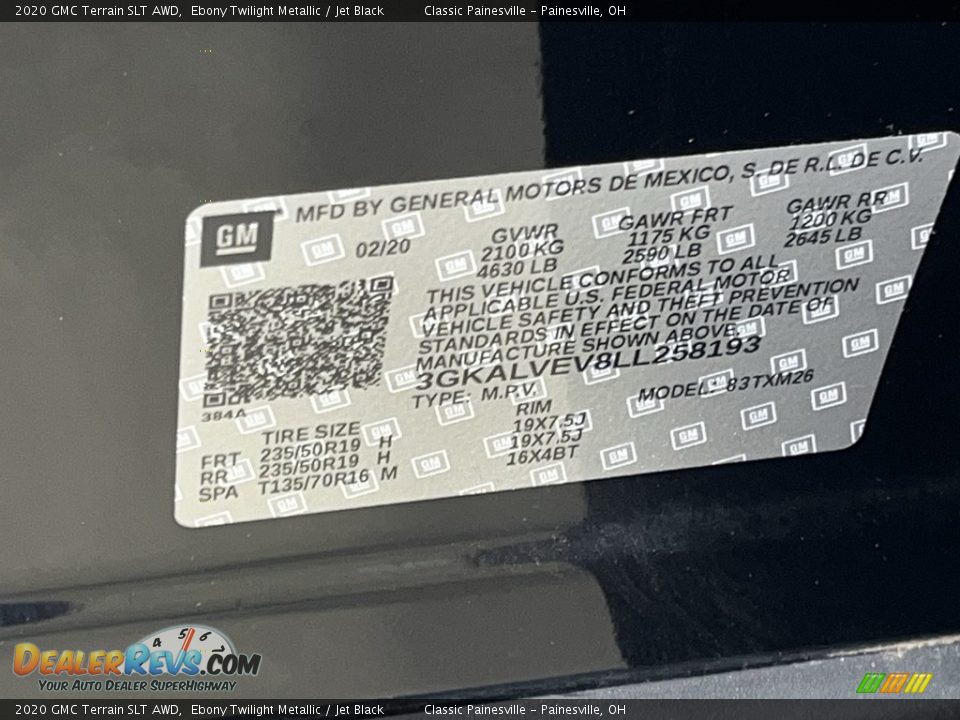 2020 GMC Terrain SLT AWD, Ebony Twilight Metallic / Jet Black Classic Painesville – Painesville, OH
MFD BY GENERAL MOTORS DE MEXICO, S. DE R.L. DE C.V.
GM 02/20 GVWR GAWR FRT GAWR RR
2100 KG 1175 KG 1200 KG
4630 LB 2590 LB 2645 LB
THIS VEHICLE CONFORMS TO ALL
APPLICABLE U.S. FEDERAL MOTOR
VEHICLE SAFETY AND THEFT PREVENTION
STANDARDS IN EFFECT ON THE DATE OF
MANUFACTURE SHOWN ABOVE.
3GKALVEV8LL258193
TYPE: M.P.V. MODEL: 83TXM26
384A
TIRE SIZE RIM
FRT 235/50R19 H 19X7.5J
RR 235/50R19 H 19X7.5J
SPA T135/70R16 M 16X4BT
4 5 6
DEALERREVS.COM
YOUR AUTO DEALER SUPERHIGHWAY
2020 GMC Terrain SLT AWD, Ebony Twilight Metallic / Jet Black Classic Painesville – Painesville, OH